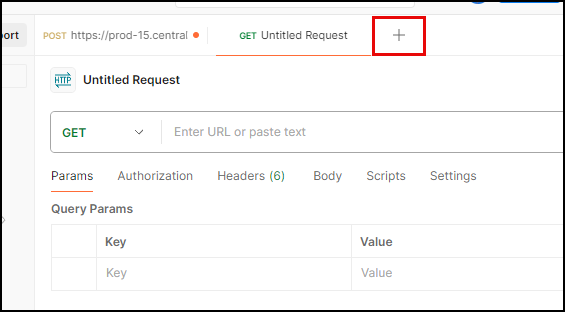 port POST https://prod-15.central GET Untitled Request +
HTTP Untitled Request
GET Enter URL or paste text
Params Authorization Headers (6) Body Scripts Settings
Query Params
Key Value
Key Value